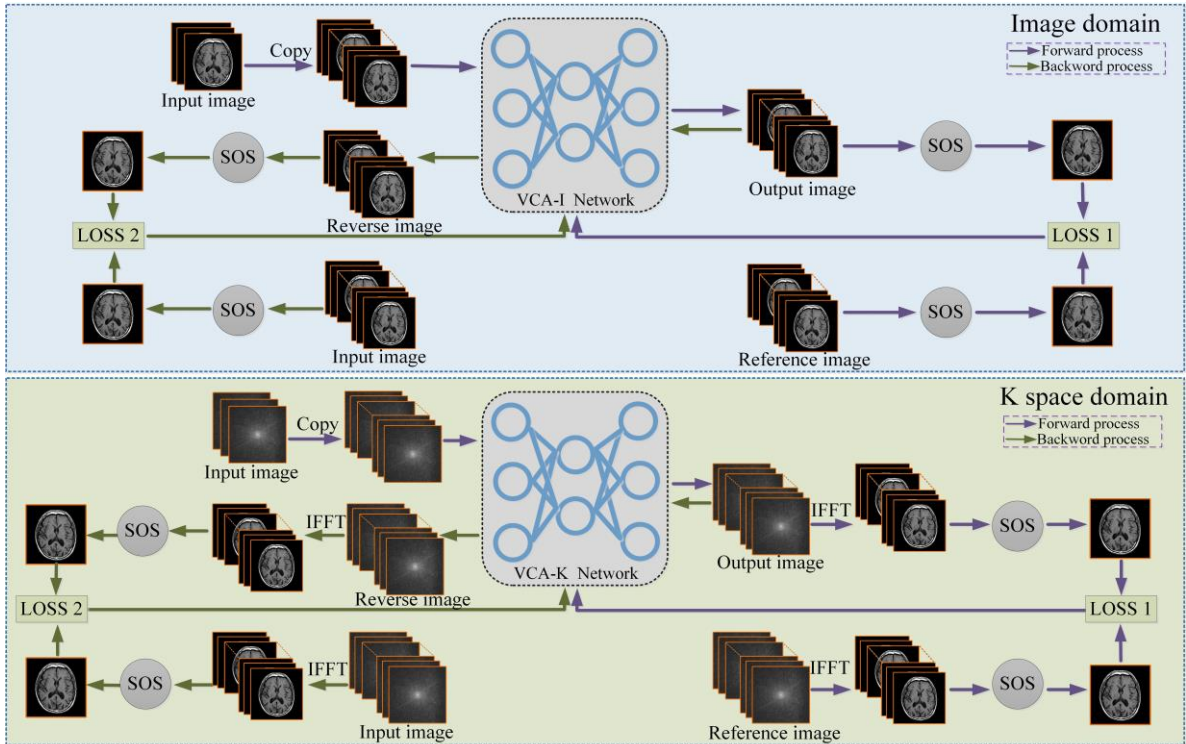 Image domain
Forward process
Backword process
Copy
Input image
SOS
Reverse image
VCA-I Network
Output image
SOS
LOSS 2
LOSS 1
SOS
Input image
Reference image
SOS
K space domain
Forward process
Backword process
Copy
Input image
SOS
IFFT
Reverse image
VCA-K Network
Output image
IFFT
SOS
LOSS 2
LOSS 1
SOS
IFFT
Input image
Reference image
IFFT
SOS